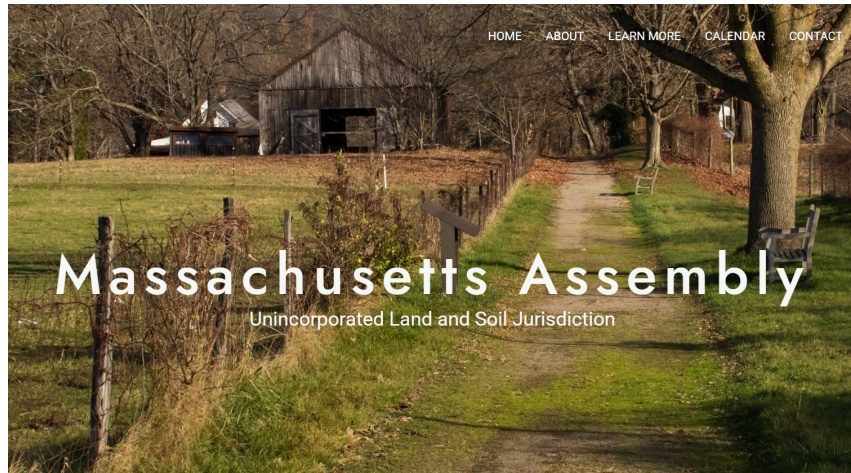 HOME ABOUT LEARN MORE CALENDAR CONTACT
Massachusetts Assembly
Unincorporated Land and Soil Jurisdiction